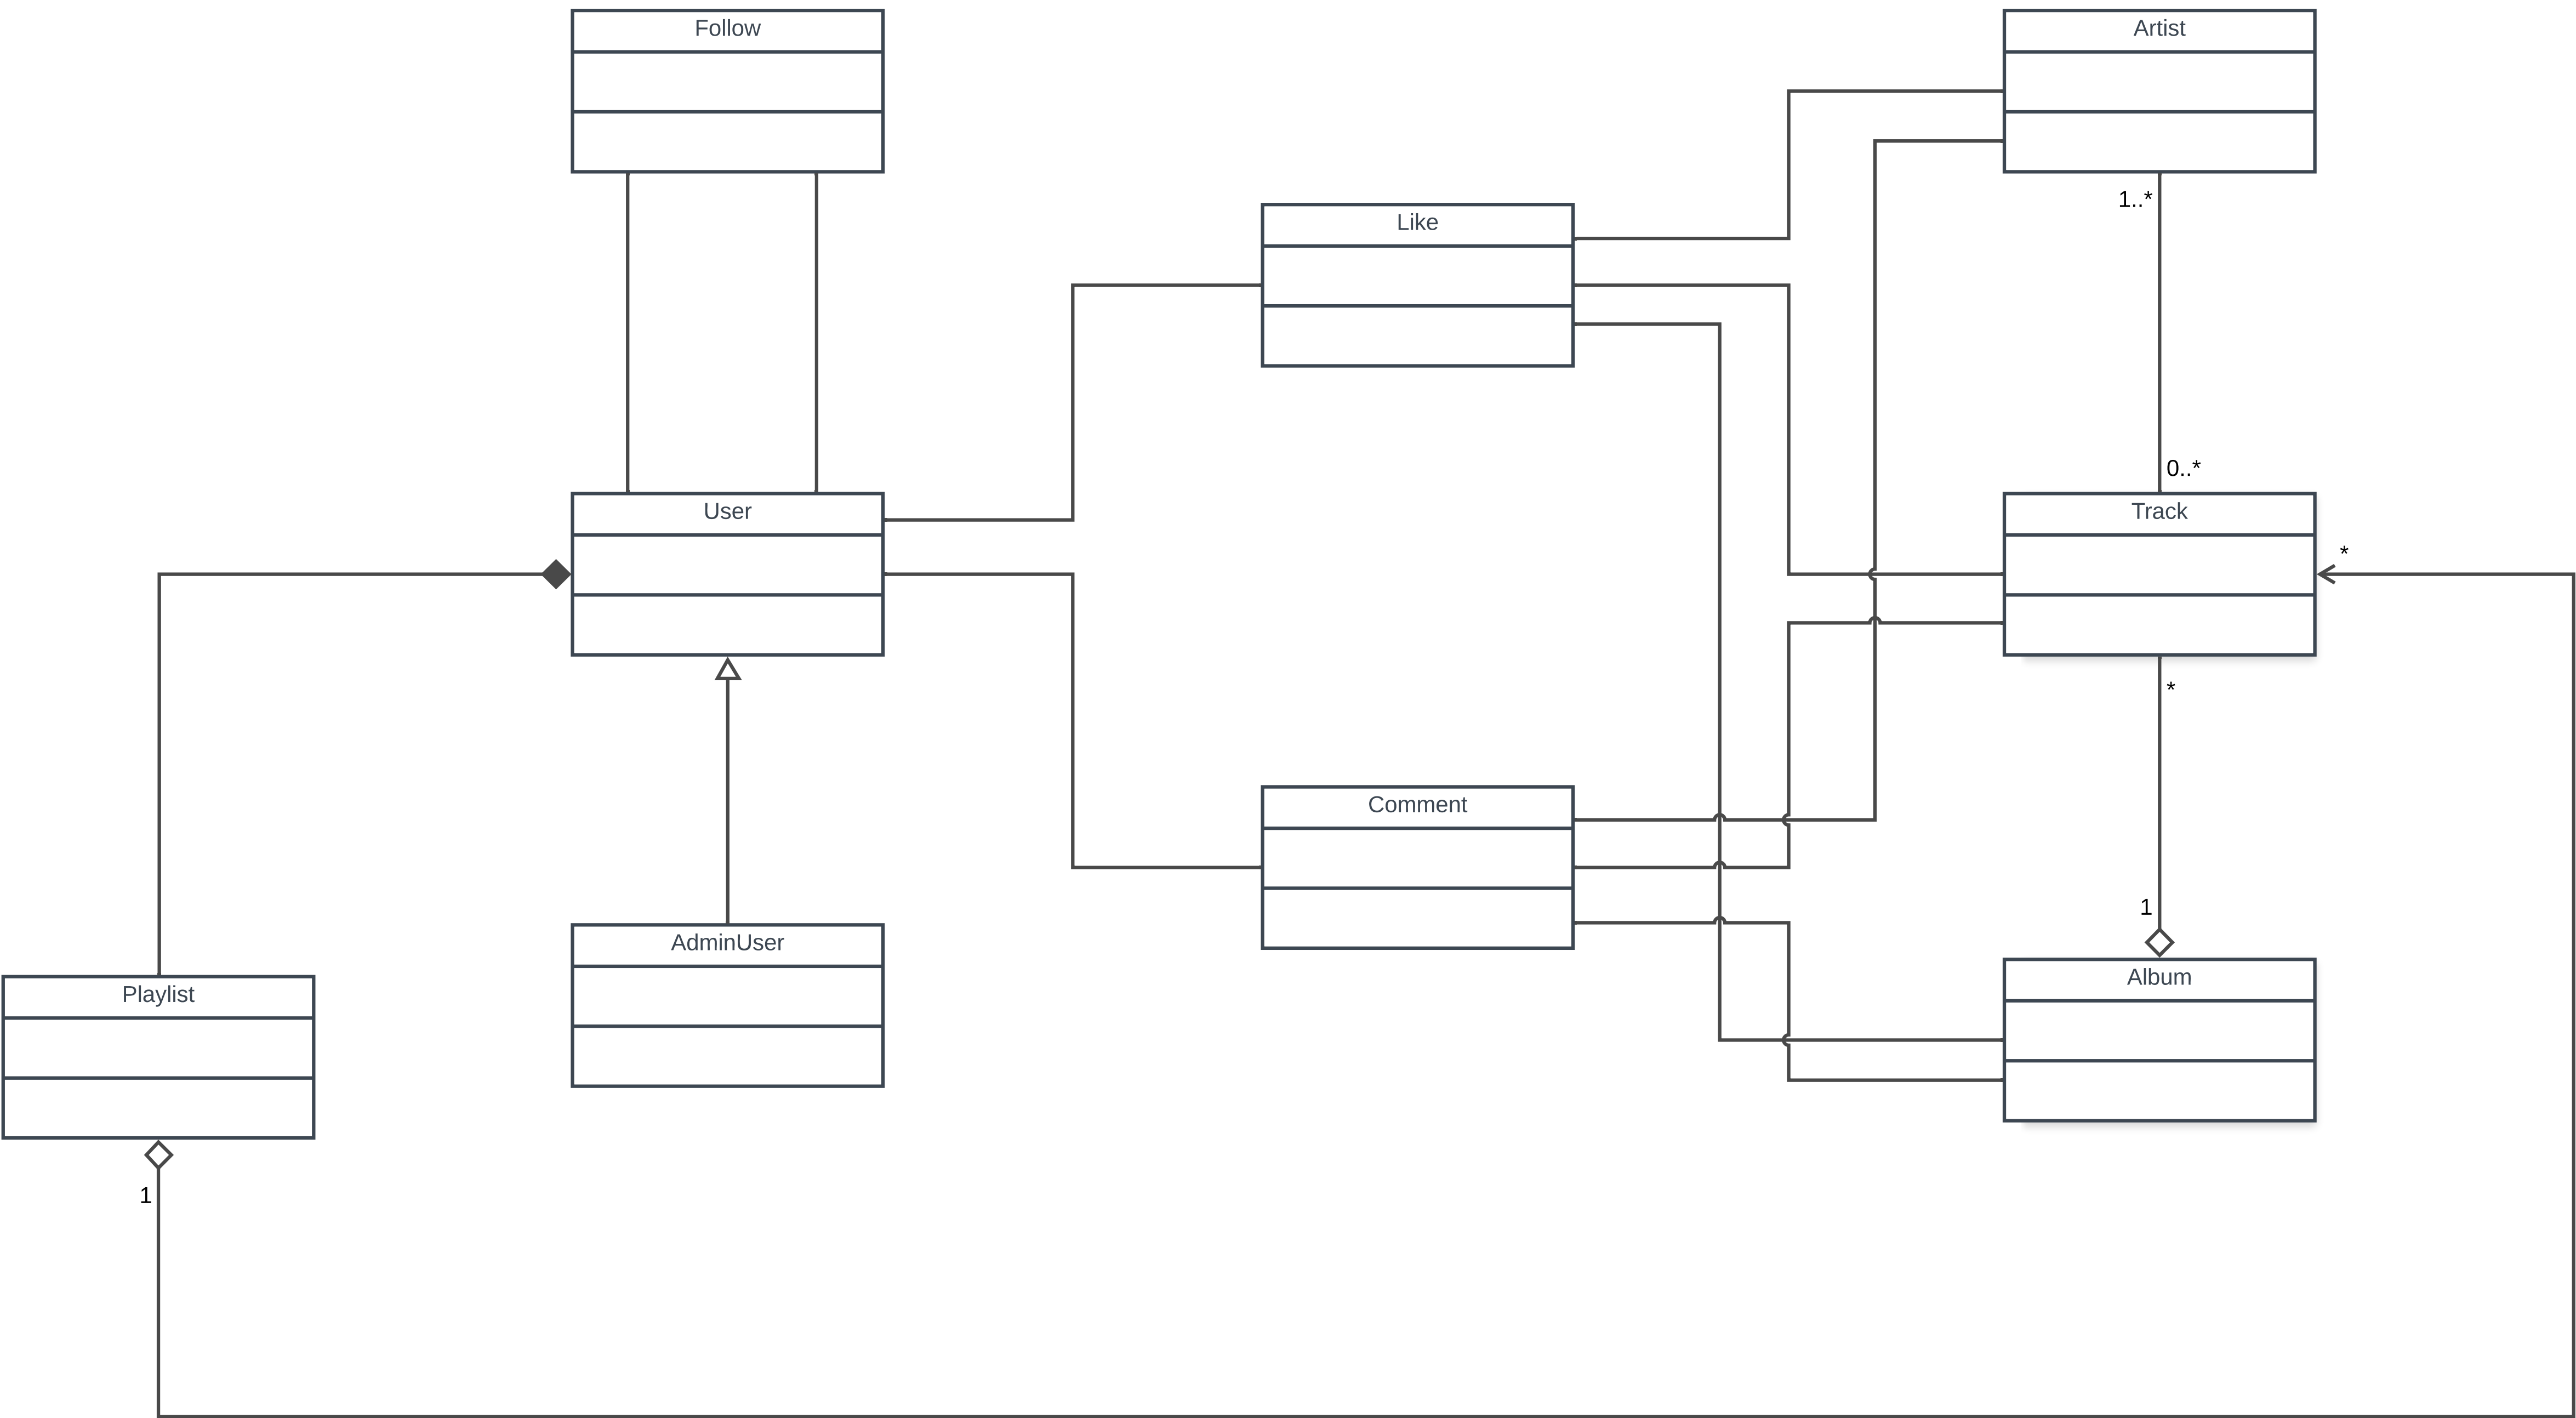 Follow
Artist
1..*
Like
0..*
User
Track
*
*
Comment
1
AdminUser
Album
Playlist
1